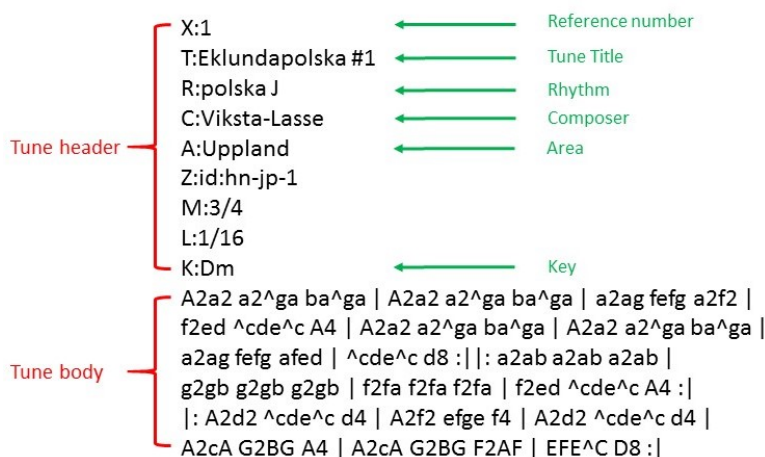 X:1 Reference number
T:Eklundapolska #1 Tune Title
R:polska J Rhythm
C:Viksta-Lasse Composer
Tune header A:Uppland Area
Z:id:hn-jp-1
M:3/4
L:1/16
K:Dm Key
A2a2 a2^ga ba^ga | A2a2 a2^ga ba^ga | a2ag fefg a2f2 |
f2ed ^cde^c A4 | A2a2 a2^ga ba^ga | A2a2 a2^ga ba^ga |
Tune body a2ag fefg afed | ^cde^c d8 :||: a2ab a2ab a2ab |
g2gb g2gb g2gb | f2fa f2fa f2fa | f2ed ^cde^c A4 :|
|: A2d2 ^cde^c d4 | A2f2 efge f4 | A2d2 ^cde^c d4 |
A2cA G2BG A4 | A2cA G2BG F2AF | EFE^C D8 :|